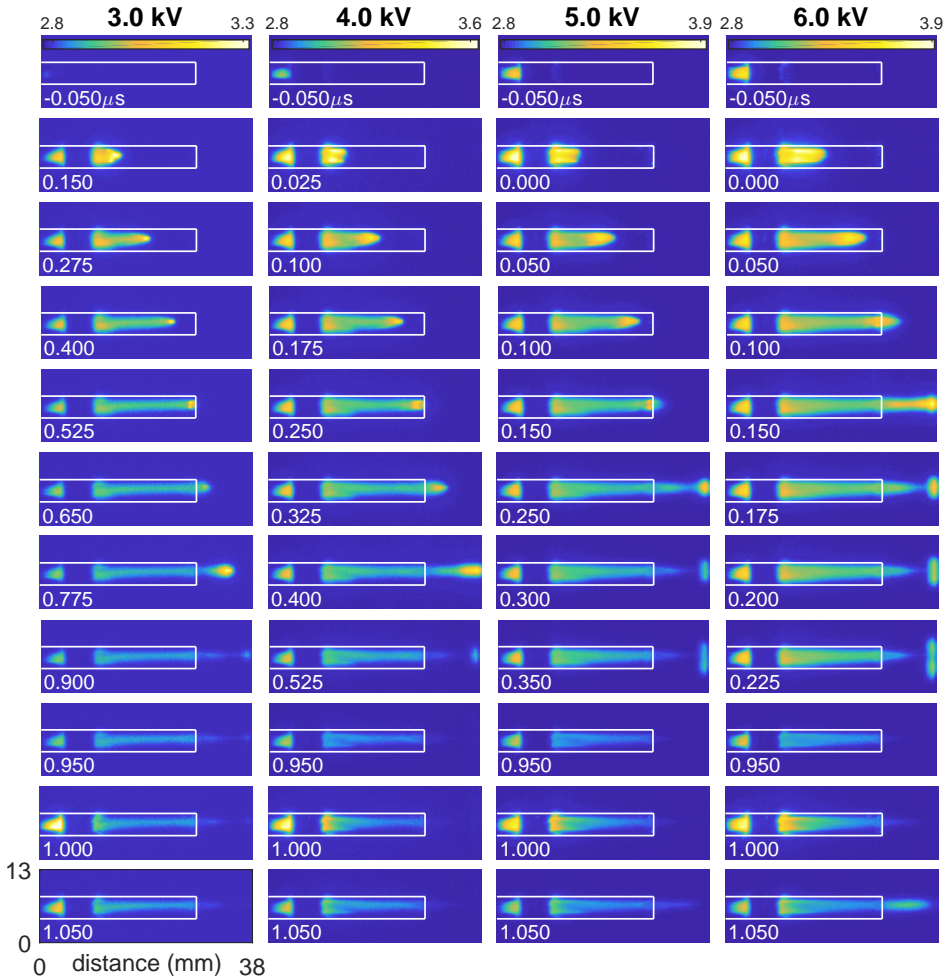 3.0 kV 4.0 kV 5.0 kV 6.0 kV
2.8 3.3 2.8 3.6 2.8 3.9 2.8 3.9
-0.050μs -0.050μs -0.050μs -0.050μs
0.150 0.025 0.000 0.000
0.275 0.100 0.050 0.050
0.400 0.175 0.100 0.100
0.525 0.250 0.150 0.150
0.650 0.325 0.250 0.175
0.775 0.400 0.300 0.200
0.900 0.525 0.350 0.225
0.950 0.950 0.950 0.950
1.000 1.000 1.000 1.000
13
1.050 1.050 1.050 1.050
0
0 distance (mm) 38